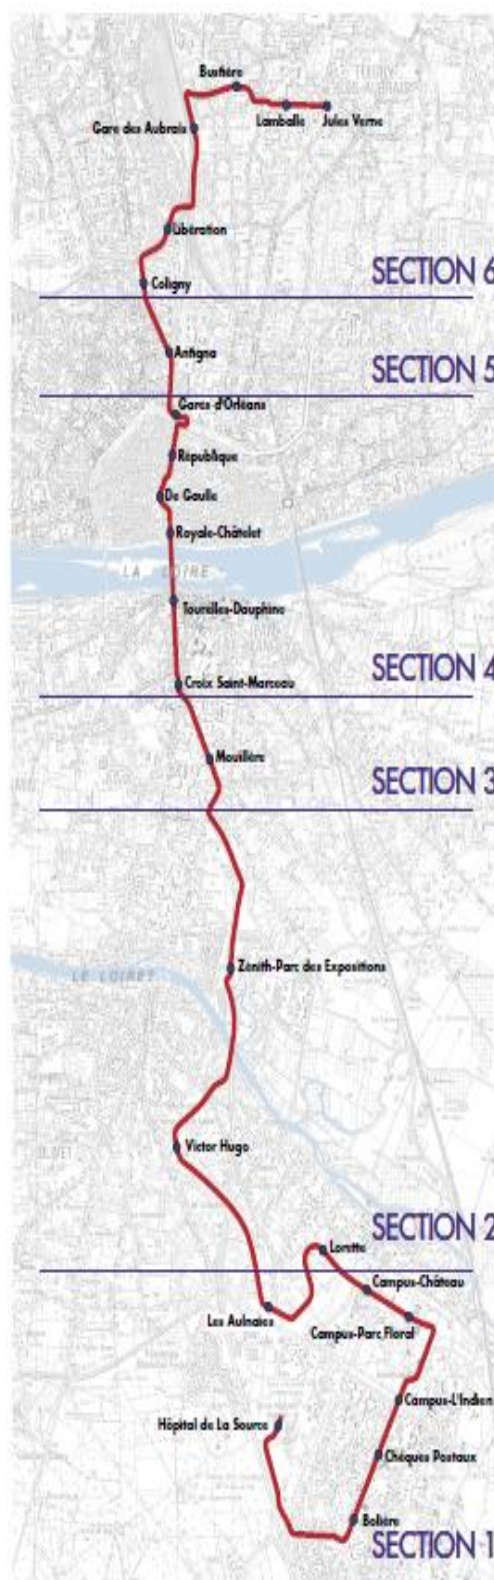 Bustière
Lamballe
Jules Verne
Gare des Aubrais
Libération
Coligny
SECTION 6
Antigna
SECTION 5
Gares d'Orléans
République
De Gaulle
Royale-Châtelet
LA LOIRE
Tourelles-Dauphine
SECTION 4
Croix Saint-Marceau
Mouillère
SECTION 3
Zénith-Parc des Expositions
LE LOIRET
Victor Hugo
SECTION 2
Lorette
Campus-Château
Les Aulnaies
Campus-Parc Floral
Campus-L'Indien
Hôpital de La Source
Chèques Postaux
Bolière
SECTION 1